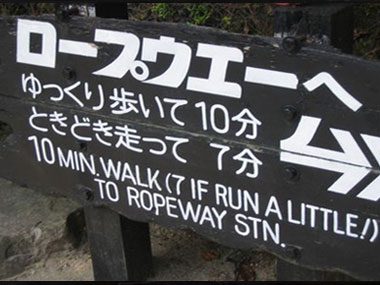 ロープウエーへ
ゆっくり歩いて10分
ときどき走って 7分
10 MIN. WALK (7 IF RUN A LITTLE!)
TO ROPEWAY STN.